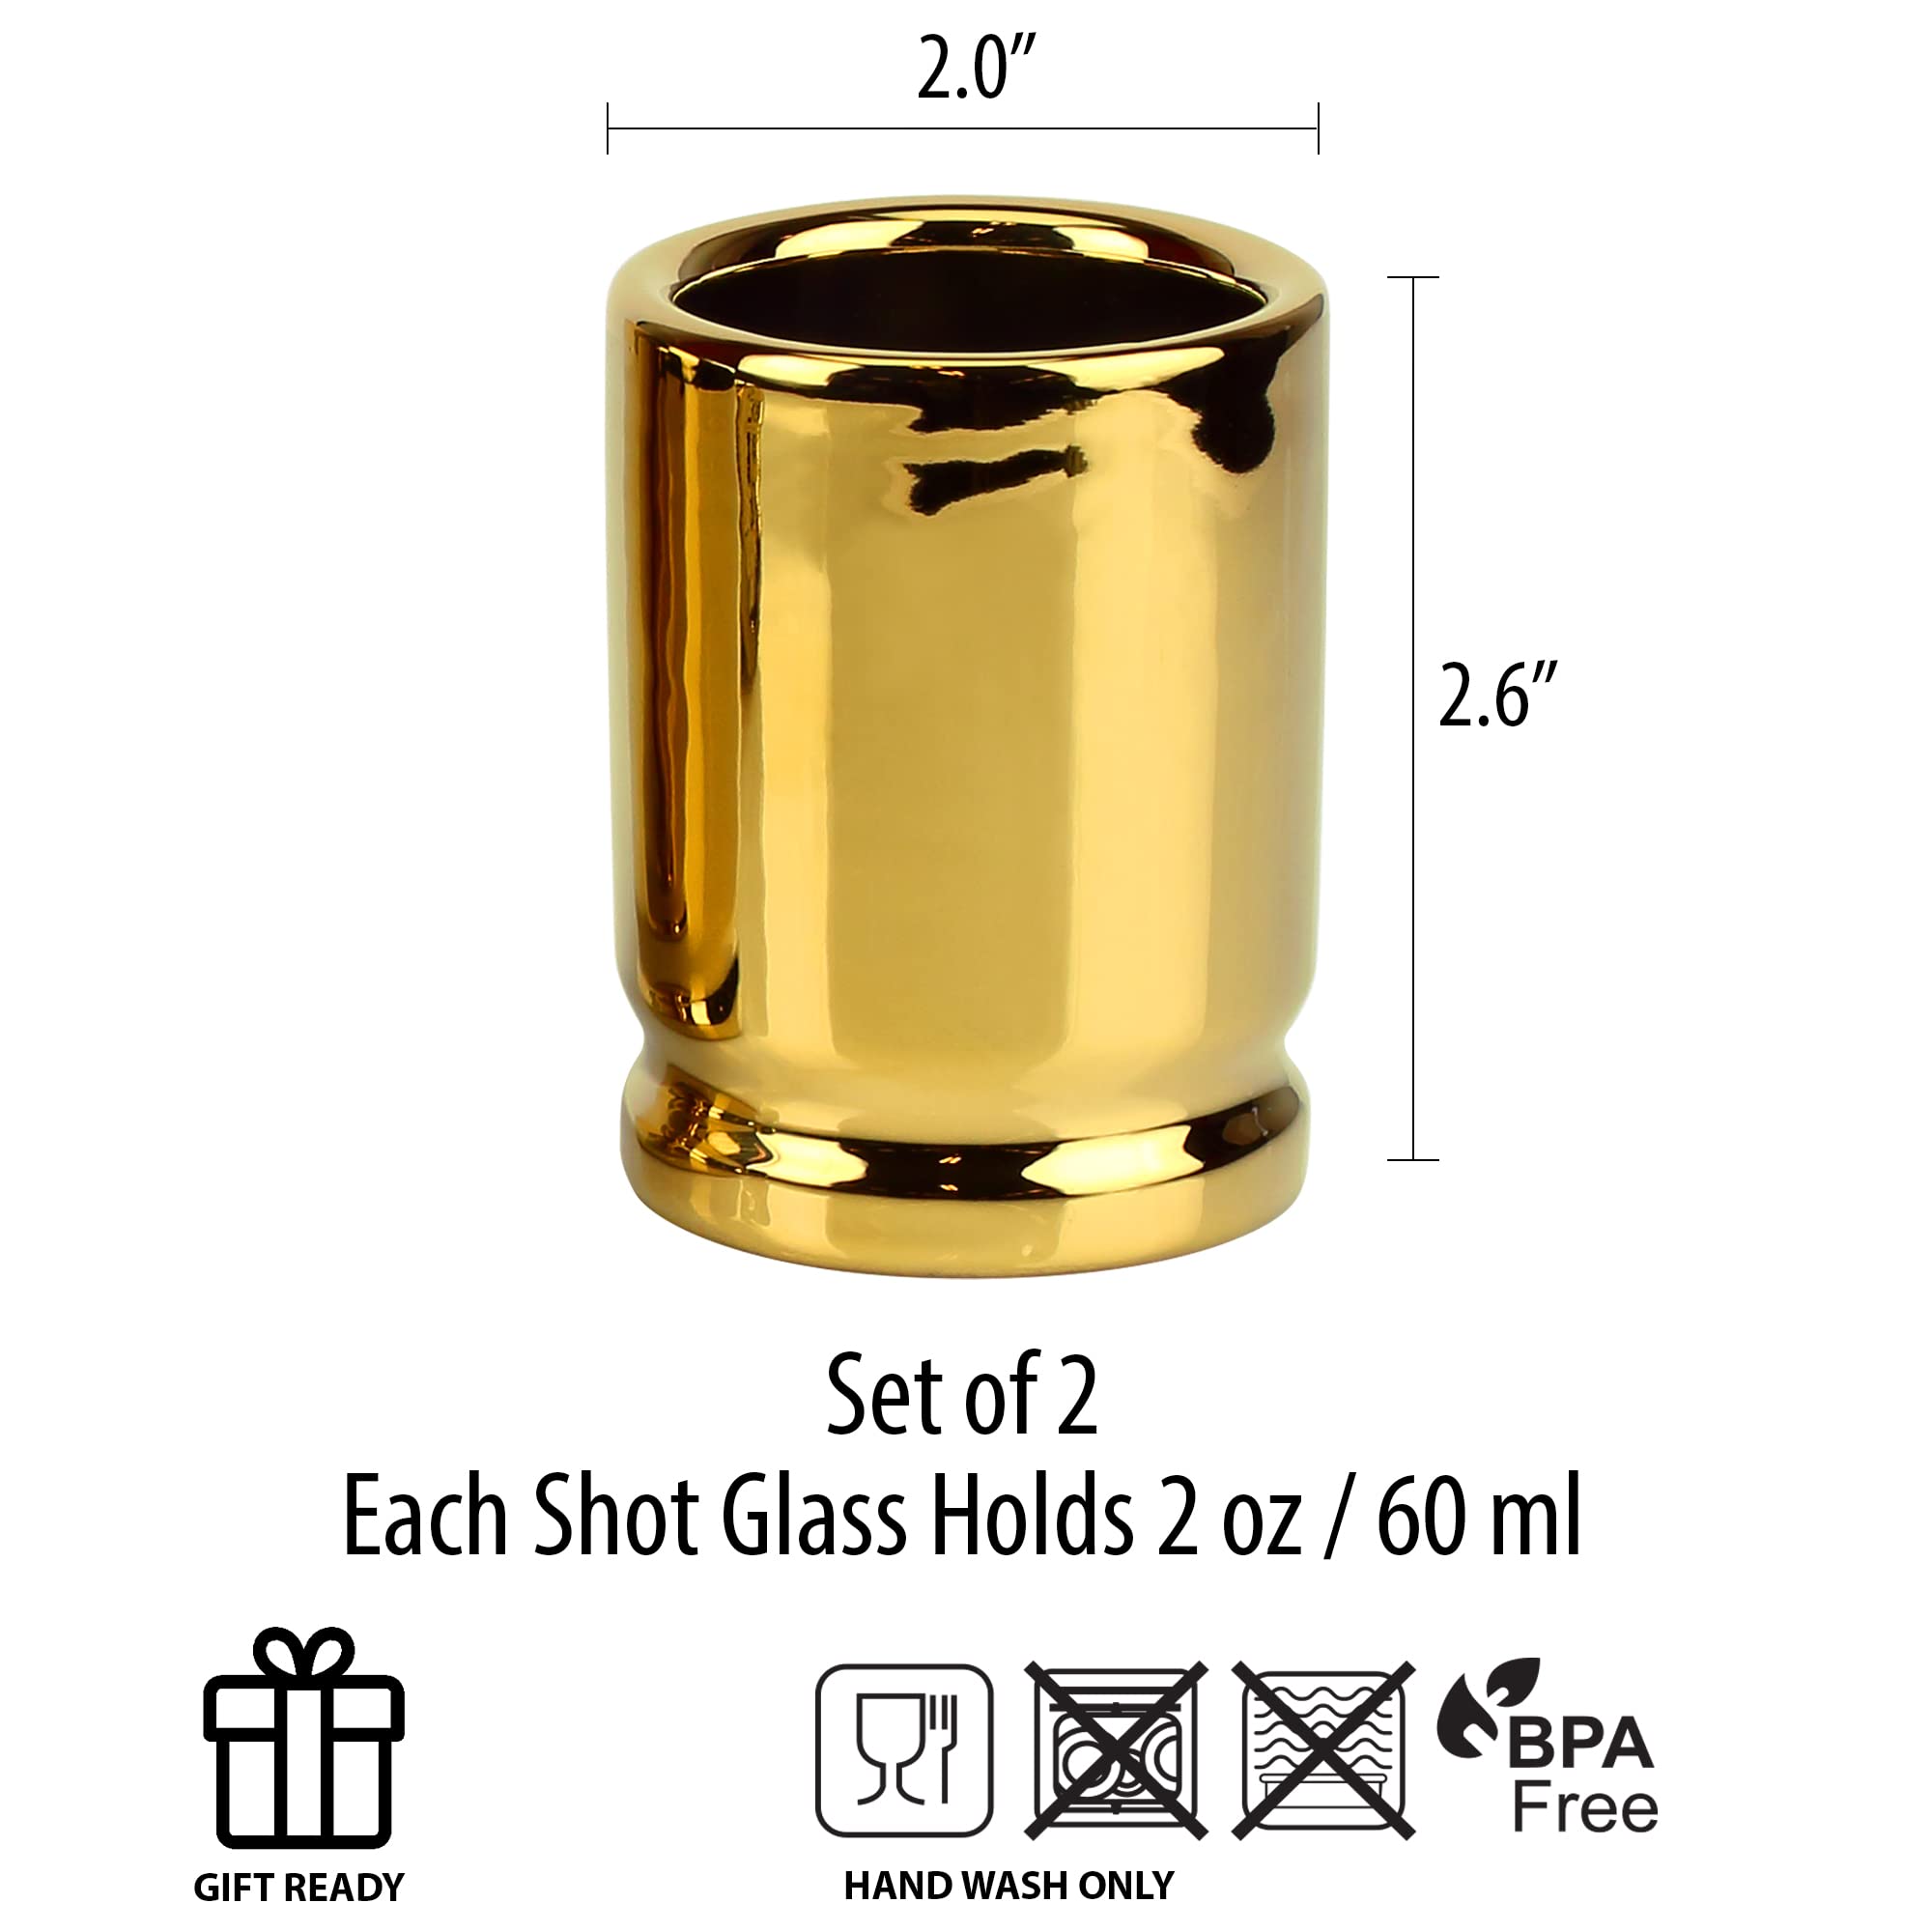 2.0”
2.6”
Set of 2
Each Shot Glass Holds 2 oz / 60 ml
BPA
Free
GIFT READY
HAND WASH ONLY